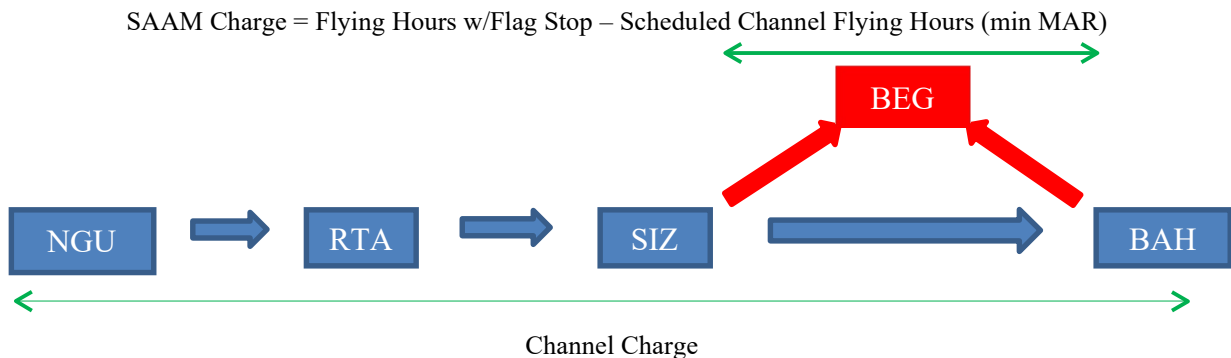 SAAM Charge = Flying Hours w/Flag Stop – Scheduled Channel Flying Hours (min MAR)
BEG
NGU
RTA
SIZ
BAH
Channel Charge